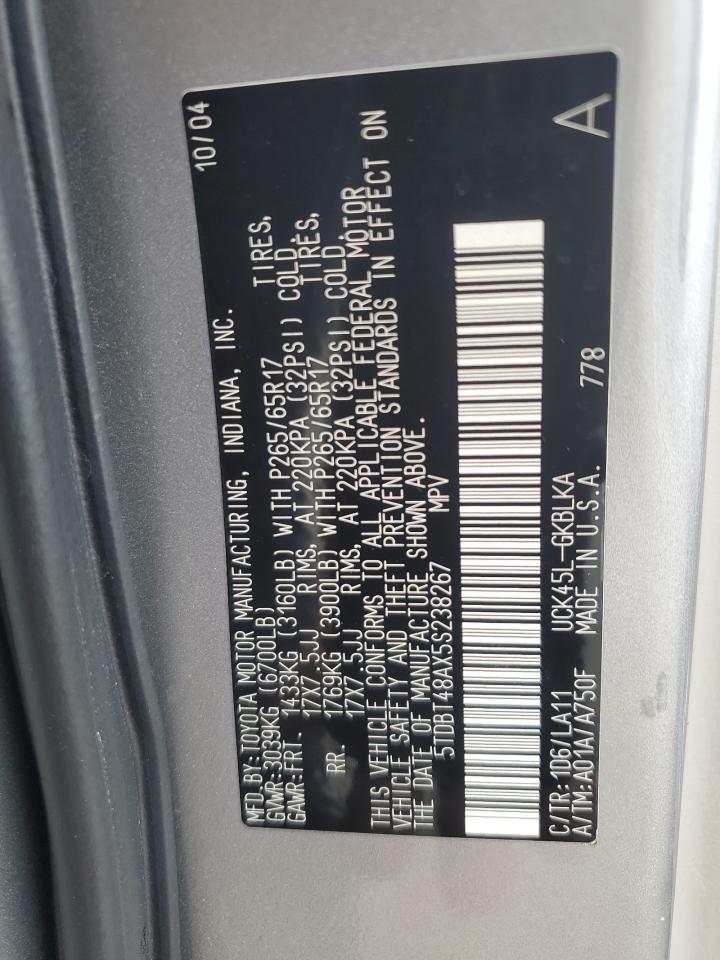 MFD. BY: TOYOTA MOTOR MANUFACTURING, INDIANA, INC. 10/04
GVWR: 3039KG (6700LB)
GAWR: FRT. 1433KG (3160LB) WITH P265/65R17 TIRES,
17X7.5JJ RIMS, AT 220KPA (32PSI) COLD.
RR. 1769KG (3900LB) WITH P265/65R17 TIRES,
17X7.5JJ RIMS, AT 220KPA (32PSI) COLD.
THIS VEHICLE CONFORMS TO ALL APPLICABLE FEDERAL MOTOR
VEHICLE SAFETY AND THEFT PREVENTION STANDARDS IN EFFECT ON
THE DATE OF MANUFACTURE SHOWN ABOVE.
5TDBT48AX5S238267 MPV
C/TR: 1D6/LA11 UCK45L-GKBLKA 778
A/TM: A01A/A750F MADE IN U.S.A. A